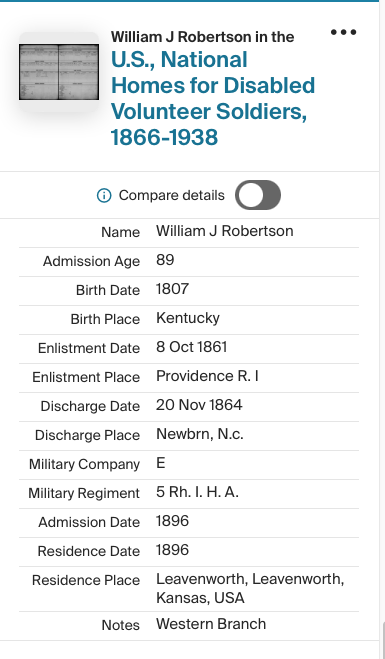 William J Robertson in the
U.S., National
Homes for Disabled
Volunteer Soldiers,
1866-1938
Compare details
Name William J Robertson
Admission Age 89
Birth Date 1807
Birth Place Kentucky
Enlistment Date 8 Oct 1861
Enlistment Place Providence R. I
Discharge Date 20 Nov 1864
Discharge Place Newbrn, N.c.
Military Company E
Military Regiment 5 Rh. I. H. A.
Admission Date 1896
Residence Date 1896
Residence Place Leavenworth, Leavenworth,
Kansas, USA
Notes Western Branch